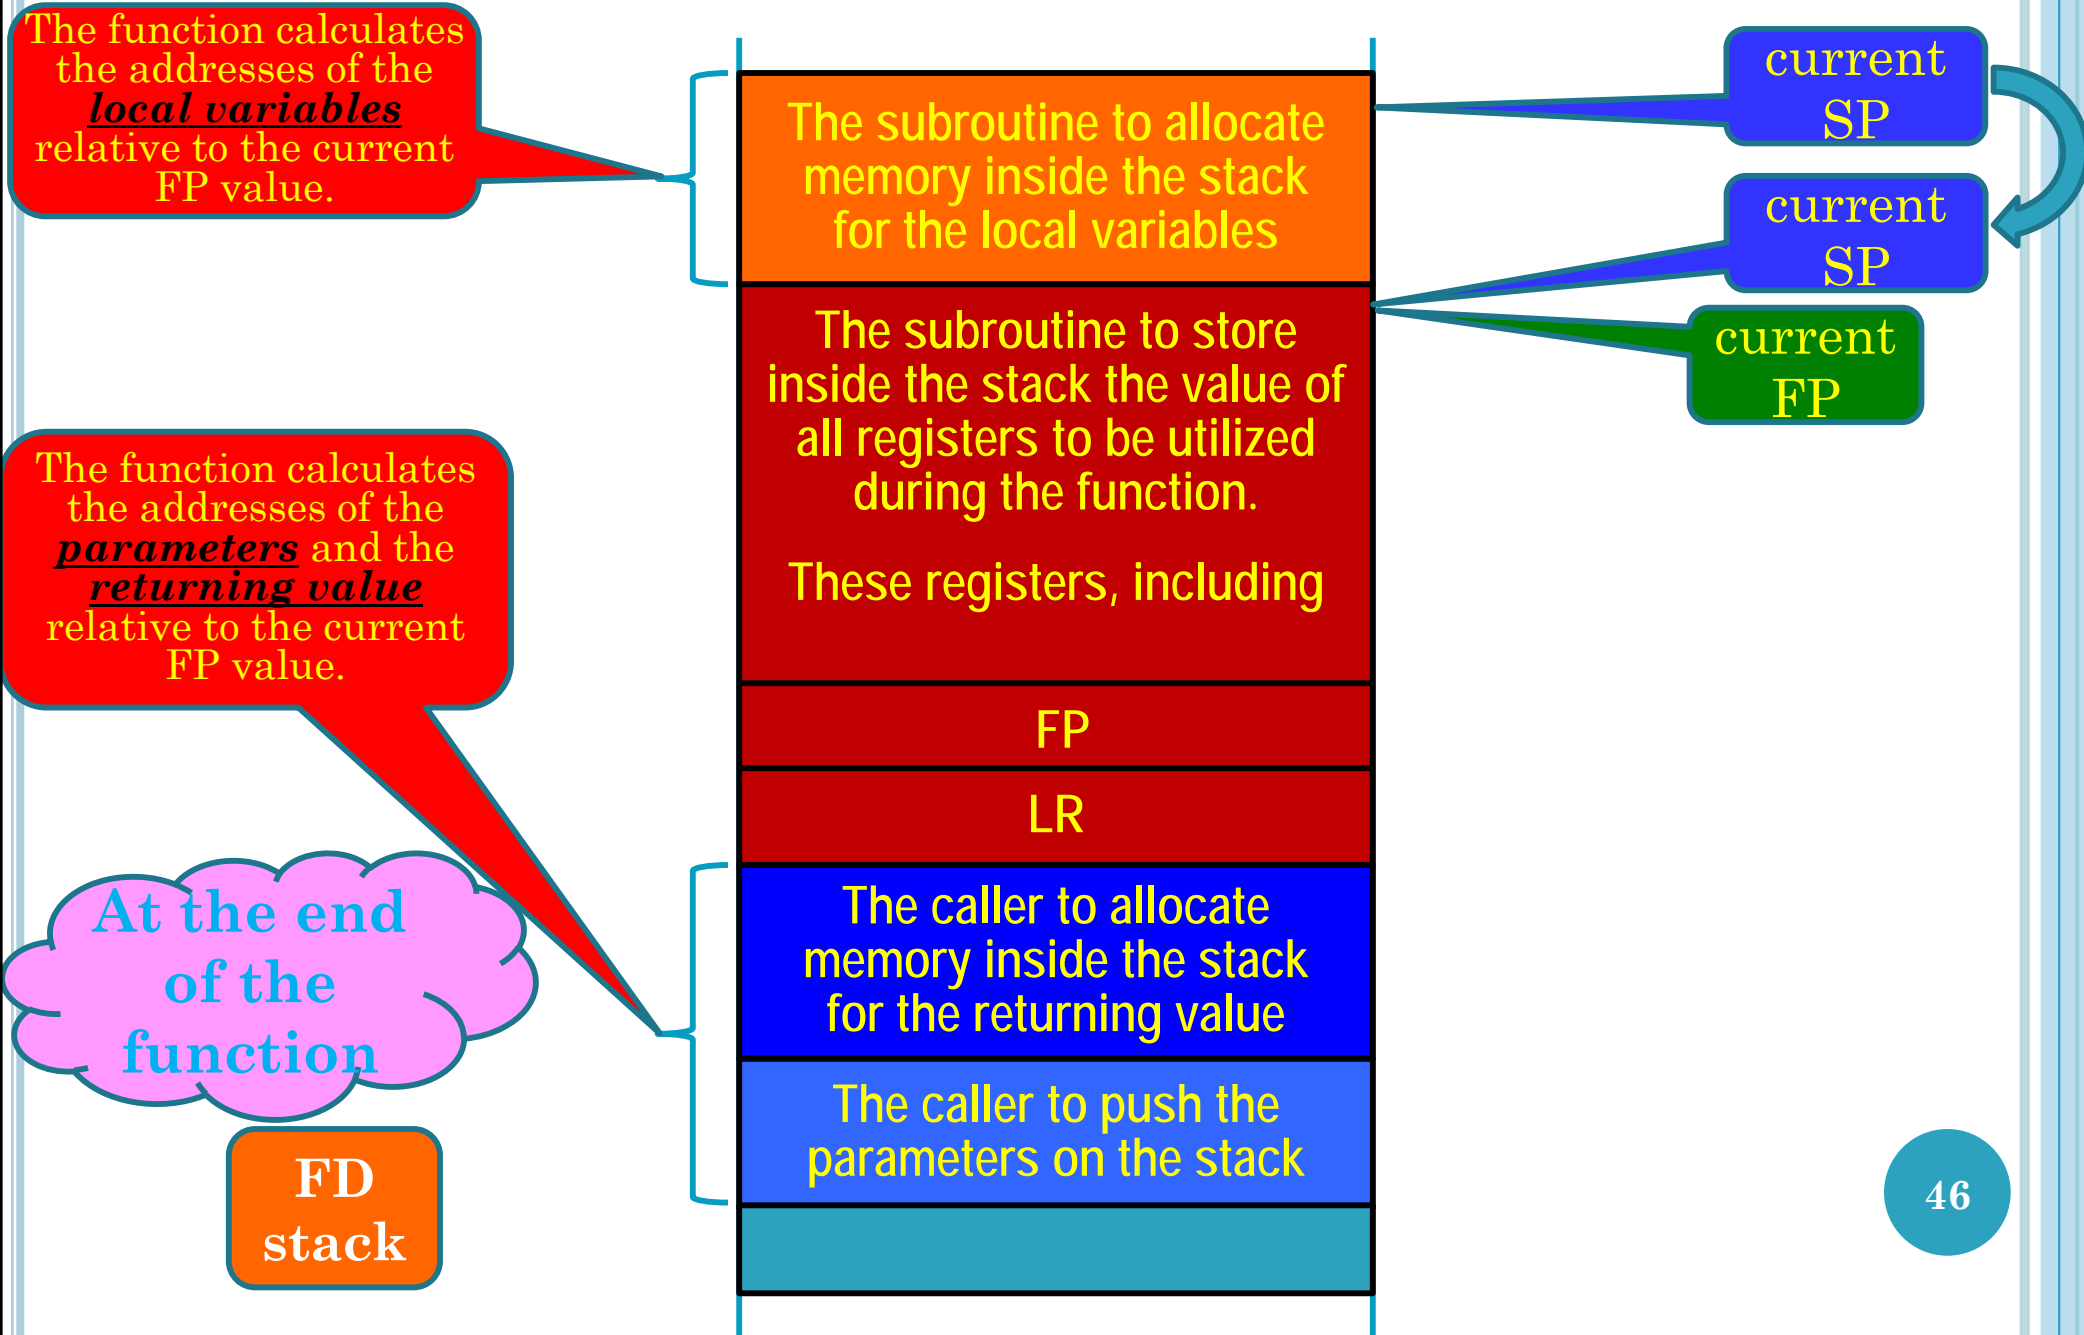 The function calculates
the addresses of the
local variables
relative to the current
FP value.
The subroutine to allocate
memory inside the stack
for the local variables
current
SP
current
SP
current
FP
The subroutine to store
inside the stack the value of
all registers to be utilized
during the function.
These registers, including
The function calculates
the addresses of the
parameters and the
returning value
relative to the current
FP value.
FP
LR
At the end
of the
function
The caller to allocate
memory inside the stack
for the returning value
The caller to push the
parameters on the stack
FD
stack
46